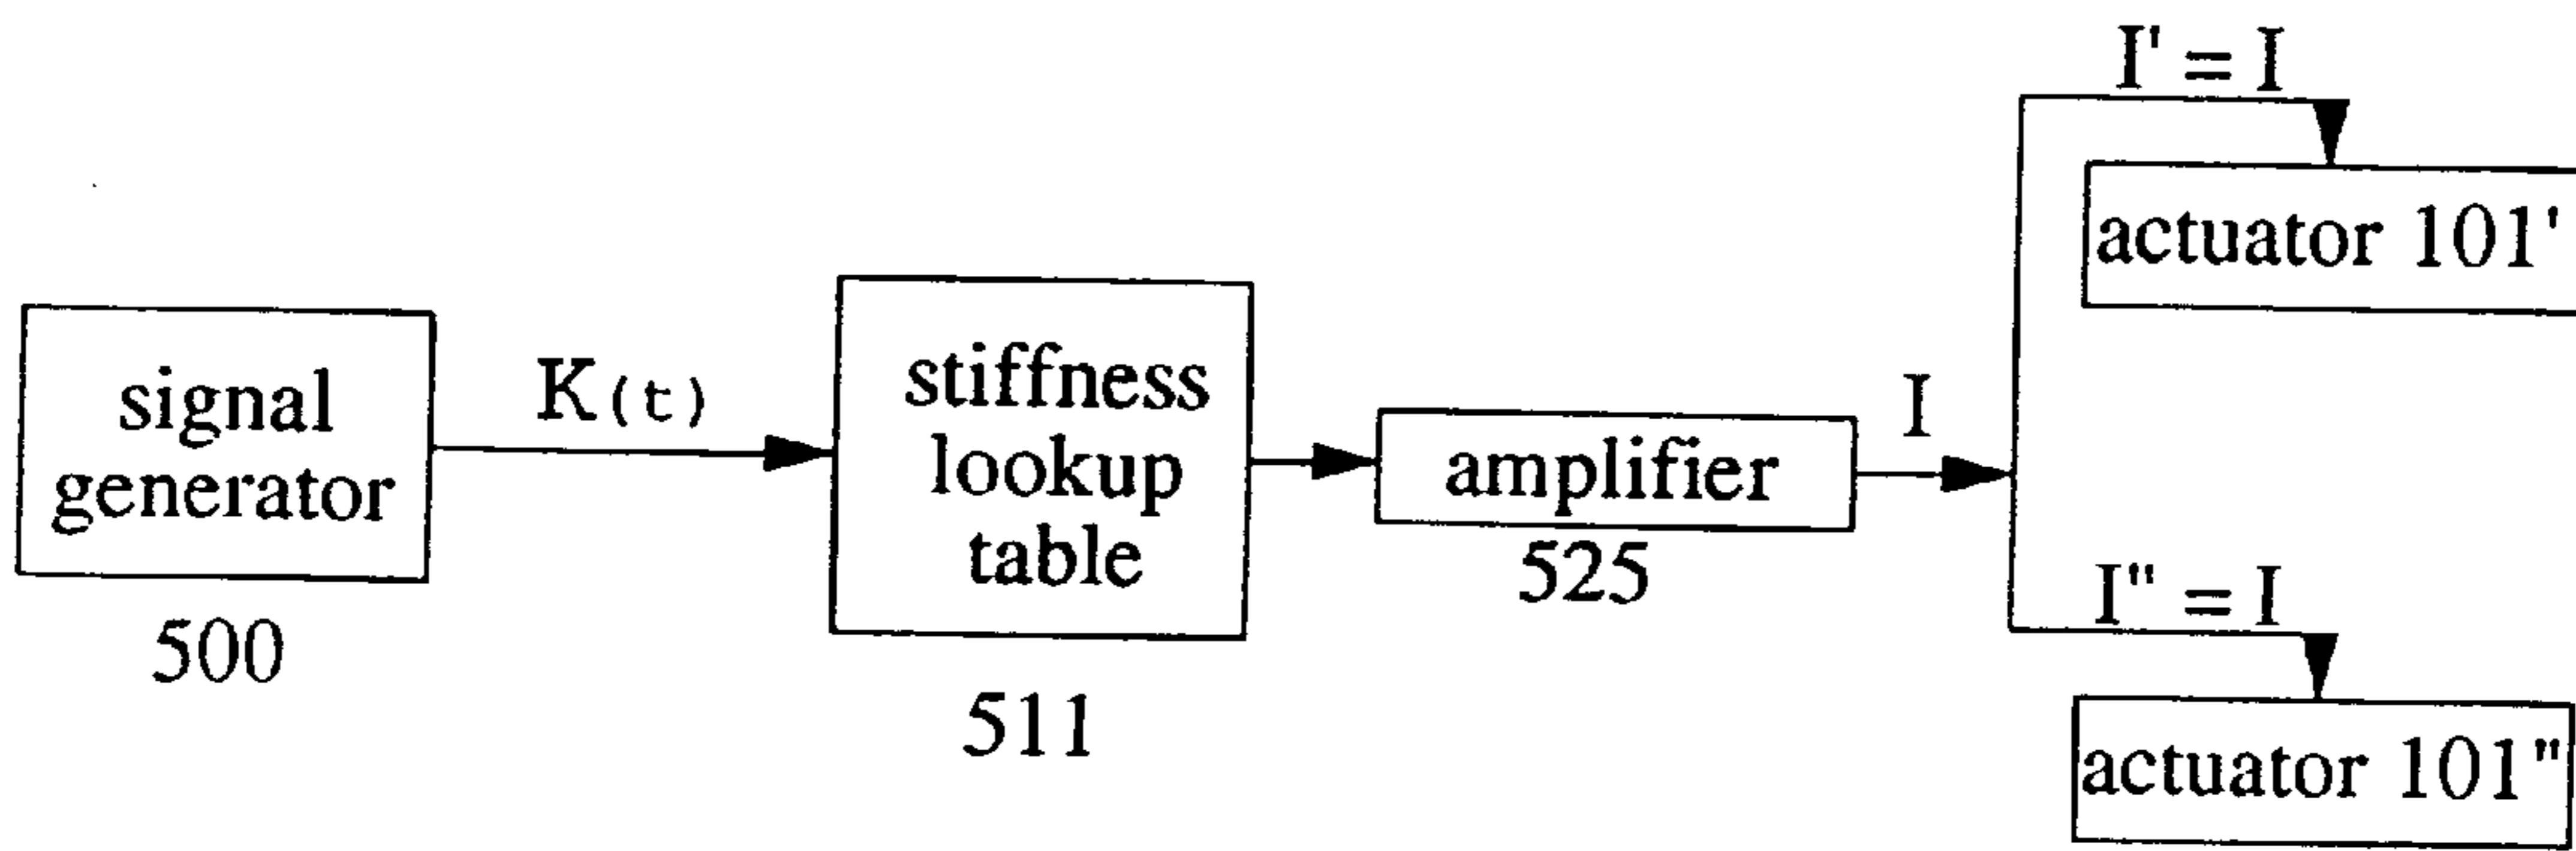 signal
generator
500
K(t)
stiffness
lookup
table
511
amplifier
525
I
I' = I
actuator 101'
I" = I
actuator 101"